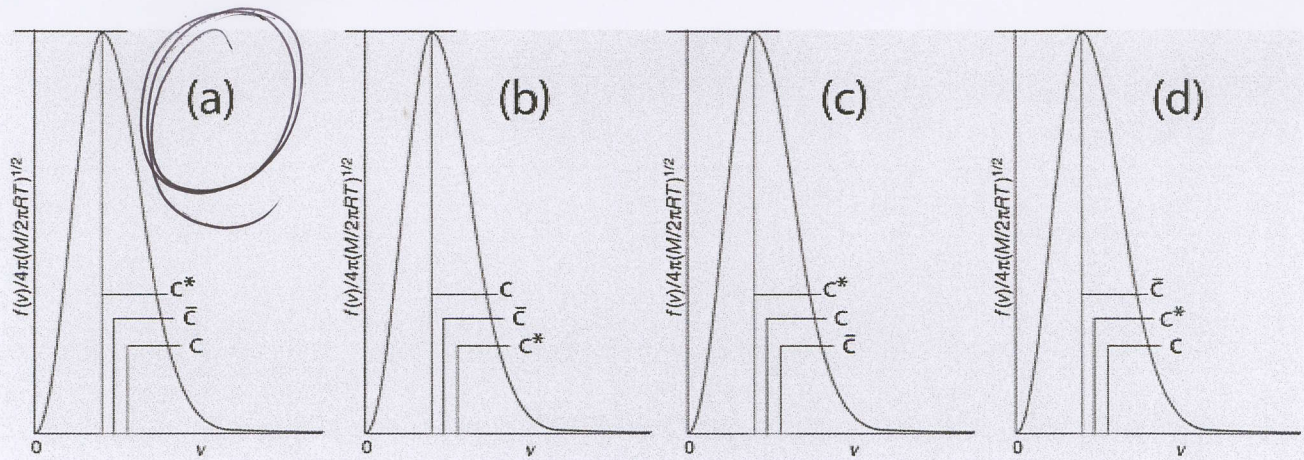 (a)
f(v)/4π(M/2πRT)^1/2
c*
c̄
c
0
v
(b)
f(v)/4π(M/2πRT)^1/2
c
c̄
c*
0
v
(c)
f(v)/4π(M/2πRT)^1/2
c*
c
c̄
0
v
(d)
f(v)/4π(M/2πRT)^1/2
c̄
c*
c
0
v